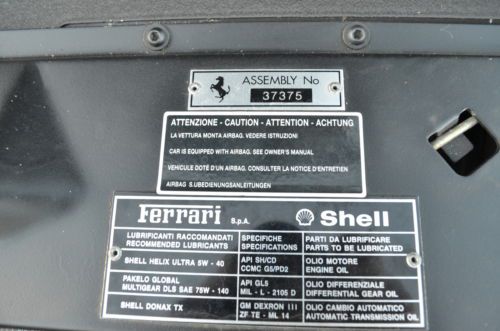 ASSEMBLY No
37375
ATTENZIONE - CAUTION - ATTENTION - ACHTUNG
LA VETTURA MONTA AIRBAG. VEDERE ISTRUZIONI
CAR IS EQUIPPED WITH AIRBAG. SEE OWNER'S MANUAL
VEHICULE DOTÉ D'UN AIRBAG. CONSULTER LA NOTICE D'ENTRETIEN
AIRBAG S.UBEDIENUNGSANLEITUNGEN
Ferrari S.p.A. Shell
LUBRIFICANTI RACCOMANDATI SPECIFICHE PARTI DA LUBRIFICARE
RECOMMENDED LUBRICANTS SPECIFICATIONS PARTS TO BE LUBRICATED
SHELL HELIX ULTRA 5W - 40 API SH/CD OLIO MOTORE
CCMC G5/PD2 ENGINE OIL
PAKELO GLOBAL API GL5 OLIO DIFFERENZIALE
MULTIGEAR DLS SAE 75W - 140 MIL - L - 2105 D DIFFERENTIAL GEAR OIL
SHELL DONAX TX GM DEXRON III OLIO CAMBIO AUTOMATICO
ZF TE - ML 14 AUTOMATIC TRANSMISSION OIL